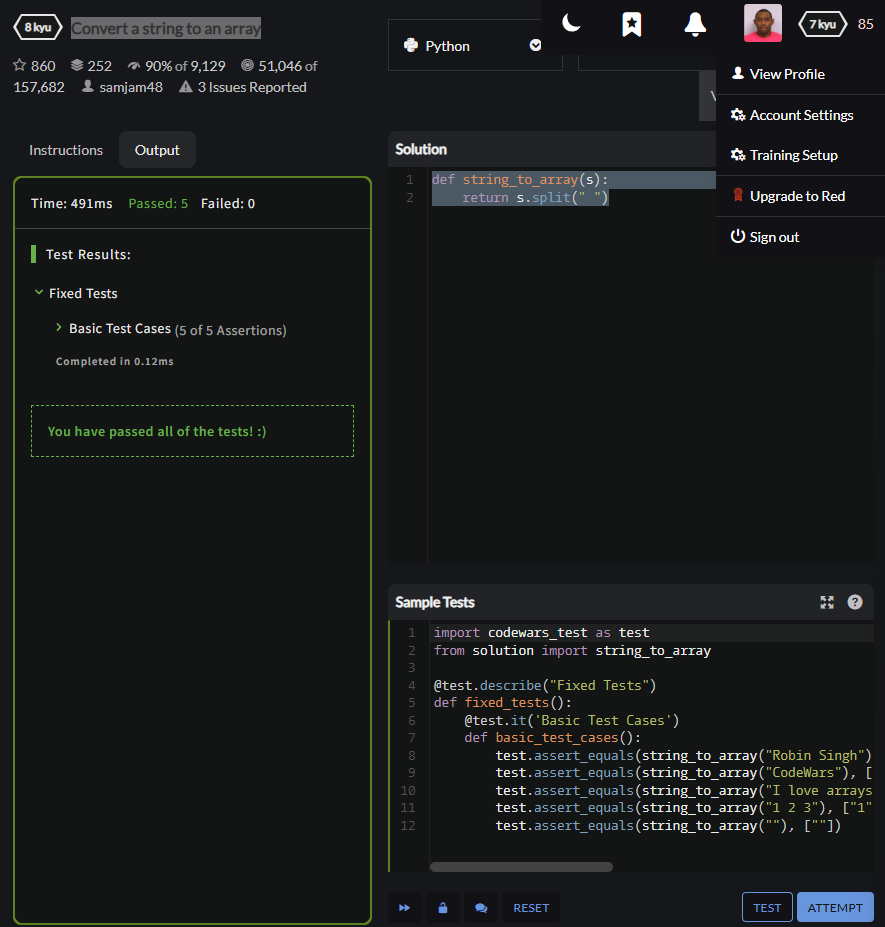 8 kyu Convert a string to an array
860 252 90% of 9,129 51,046 of
157,682 samjam48 3 Issues Reported
Python
7 kyu 85
View Profile
Account Settings
Training Setup
Upgrade to Red
Sign out
Instructions Output
Time: 491ms Passed: 5 Failed: 0
Test Results:
Fixed Tests
Basic Test Cases (5 of 5 Assertions)
Completed in 0.12ms
You have passed all of the tests! :)
Solution
1 def string_to_array(s):
2     return s.split(" ")
Sample Tests
1 import codewars_test as test
2 from solution import string_to_array
3
4 @test.describe("Fixed Tests")
5 def fixed_tests():
6     @test.it('Basic Test Cases')
7     def basic_test_cases():
8         test.assert_equals(string_to_array("Robin Singh")
9         test.assert_equals(string_to_array("CodeWars"), [
10         test.assert_equals(string_to_array("I love arrays
11         test.assert_equals(string_to_array("1 2 3"), ["1"
12         test.assert_equals(string_to_array(""), [""])
RESET TEST ATTEMPT